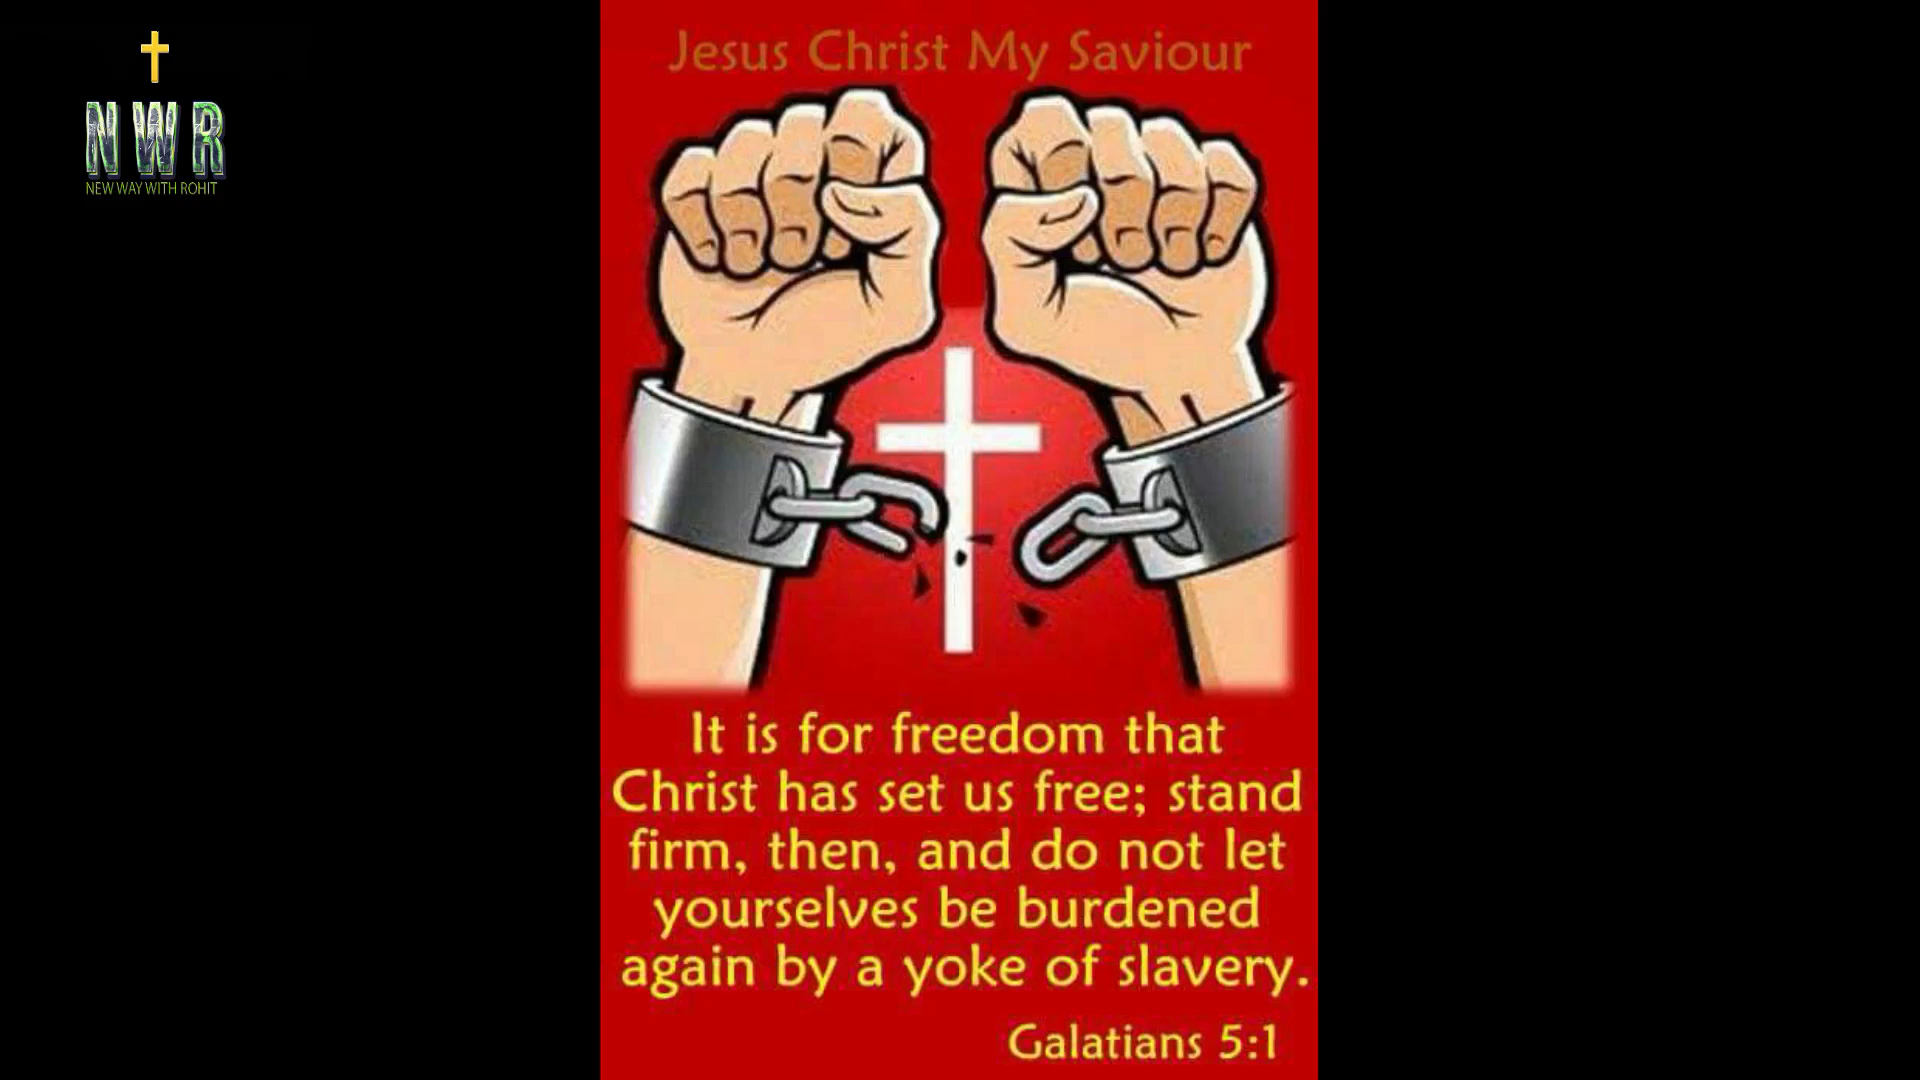 NWR
NEW WAY WITH ROHIT
Jesus Christ My Saviour
It is for freedom that
Christ has set us free; stand
firm, then, and do not let
yourselves be burdened
again by a yoke of slavery.
Galatians 5:1